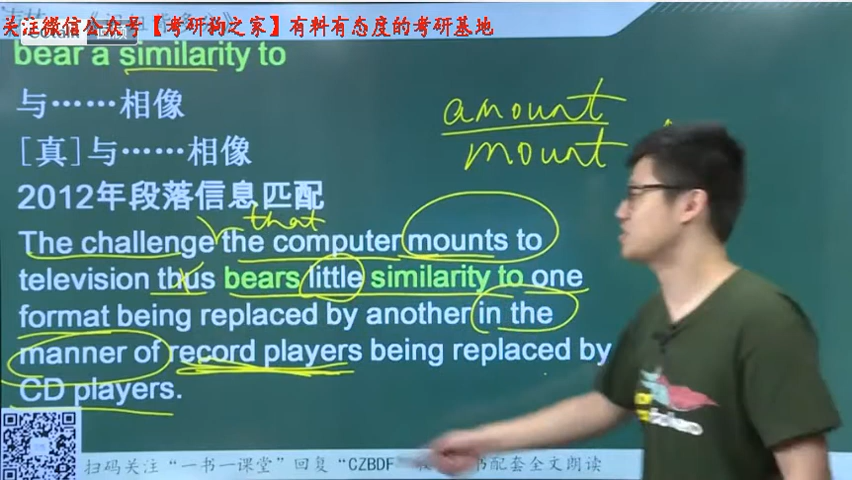 关注微信公众号【考研狗之家】有料有态度的考研基地
bear a similarity to
与……相像
[真]与……相像
2012年段落信息匹配
that
The challenge the computer mounts to
television thus bears little similarity to one
format being replaced by another in the
manner of record players being replaced by
CD players.
amount
mount
扫码关注“一书一课堂”回复“CZBDF
书配套全文朗读